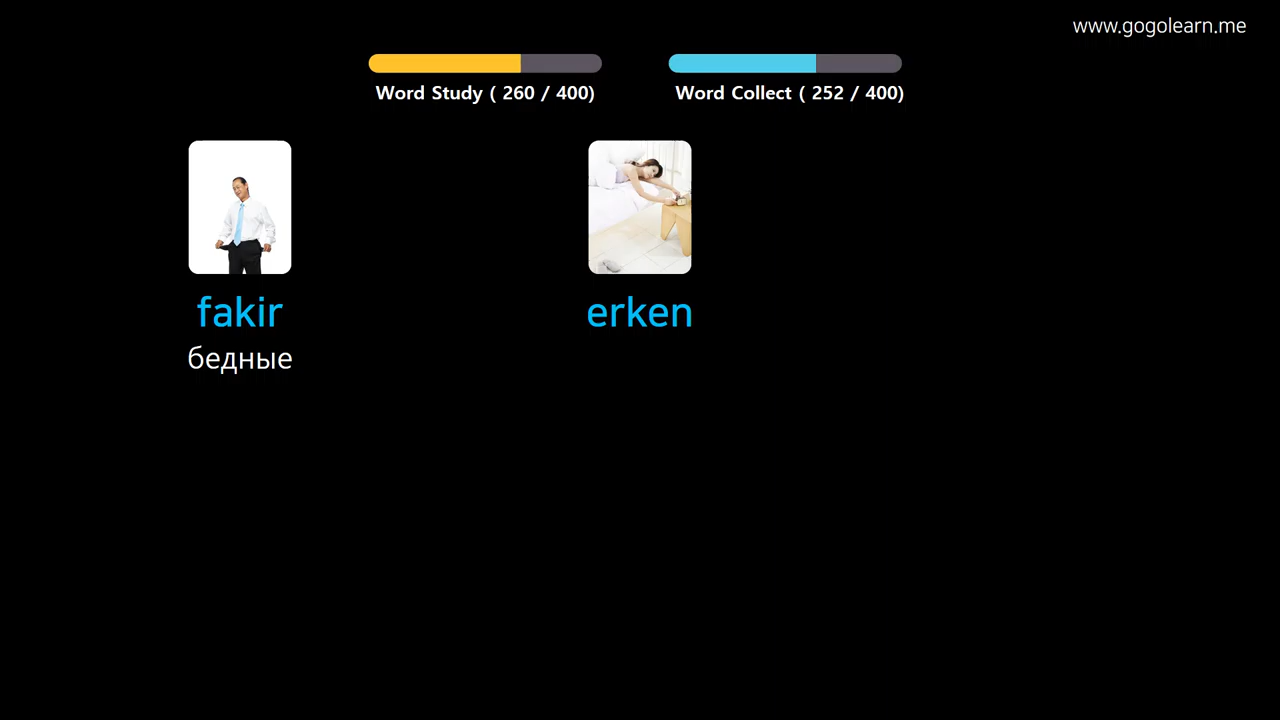 www.gogolearn.me
Word Study ( 260 / 400)
Word Collect ( 252 / 400)
fakir
бедные
erken